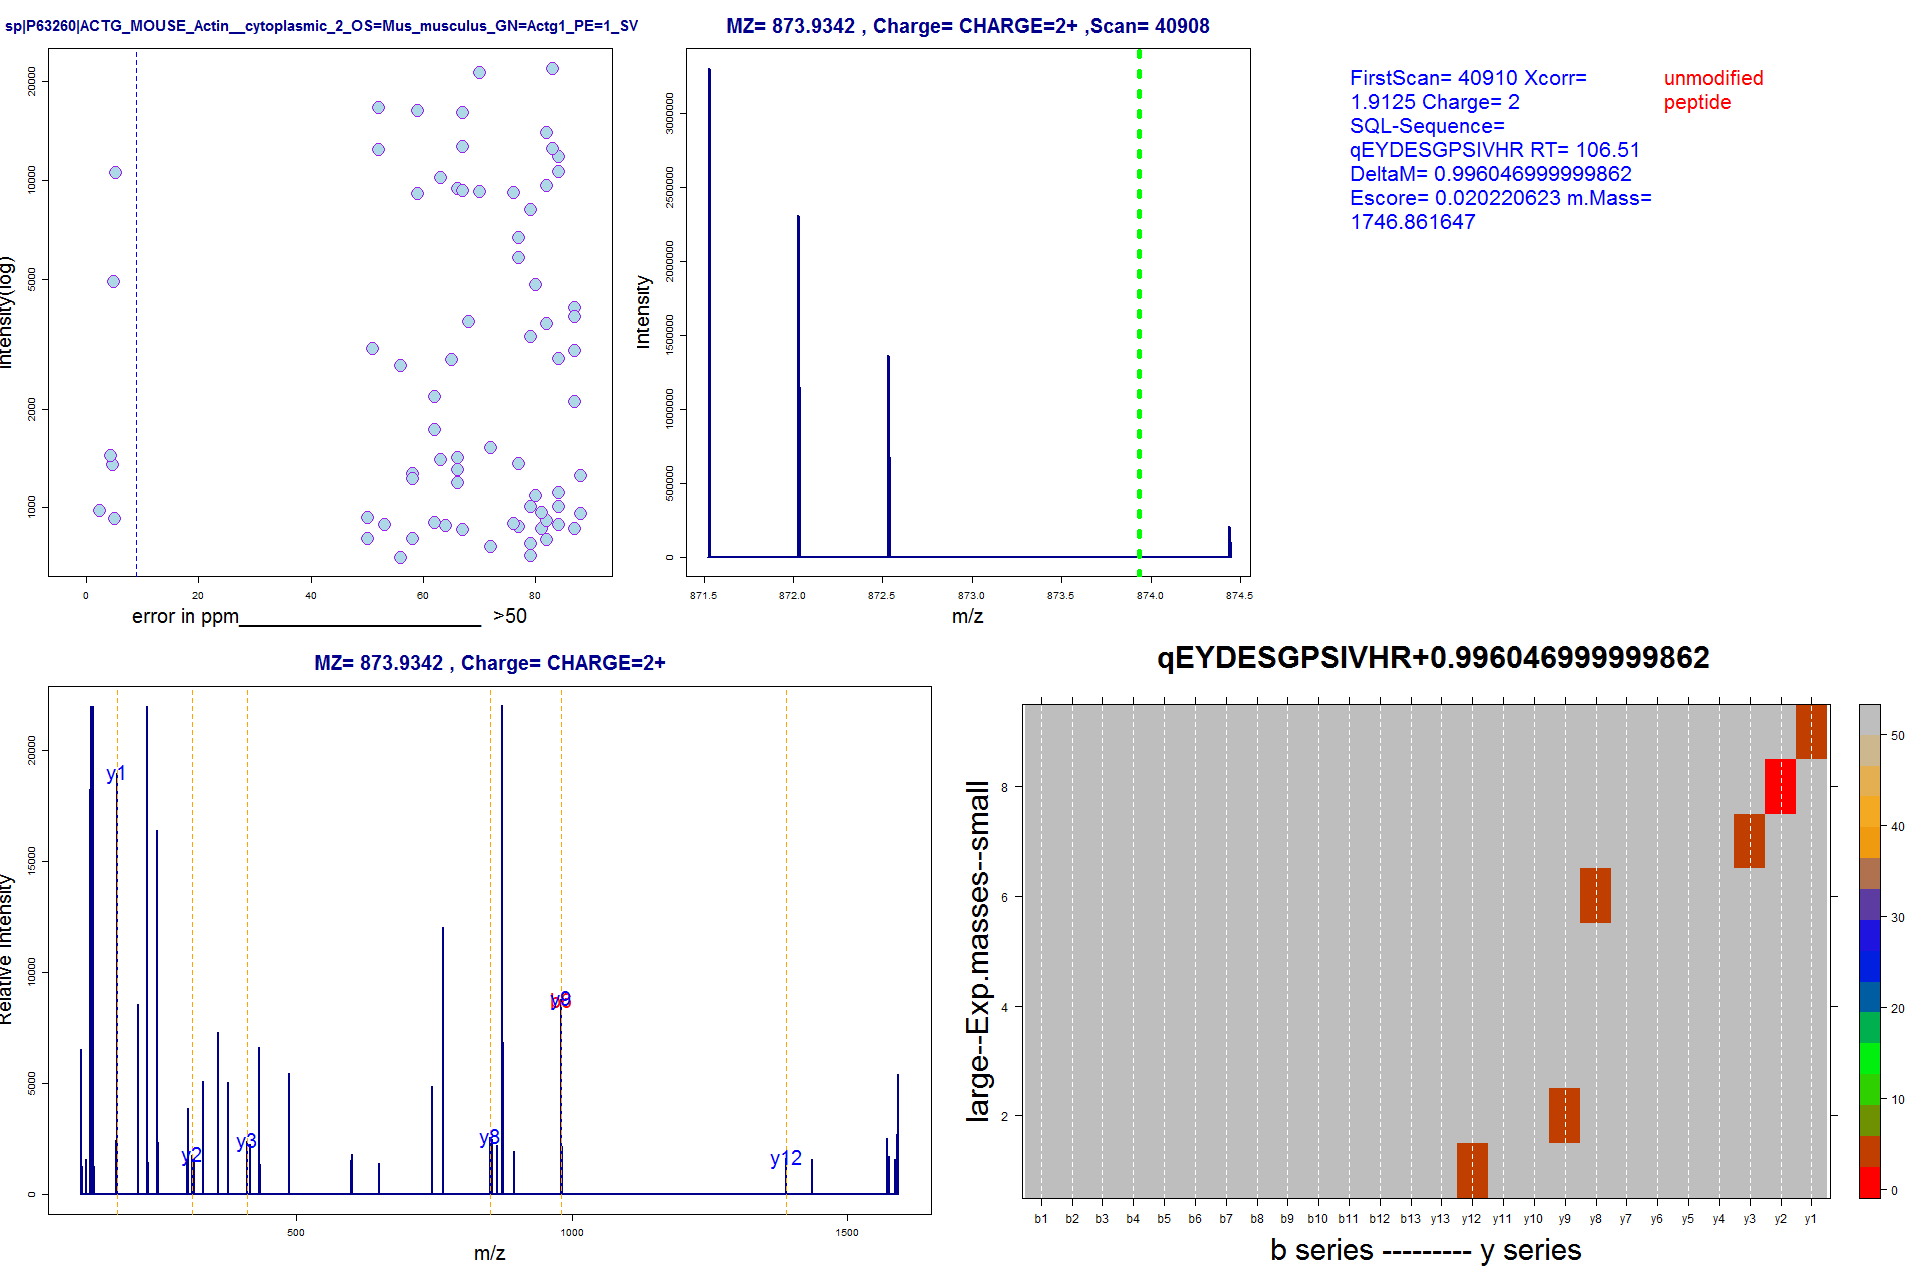 sp|P63260|ACTG_MOUSE_Actin__cytoplasmic_2_OS=Mus_musculus_GN=Actg1_PE=1_SV
Intensity(log)
1000
2000
5000
10000
20000
0
20
40
60
80
error in ppm______________________ >50
MZ= 873.9342 , Charge= CHARGE=2+ ,Scan= 40908
Intensity
0
500000
1000000
1500000
2000000
2500000
3000000
871.5
872.0
872.5
873.0
873.5
874.0
874.5
m/z
FirstScan= 40910 Xcorr=
1.9125 Charge= 2
SQL-Sequence=
qEYDESGPSIVHR RT= 106.51
DeltaM= 0.996046999999862
Escore= 0.020220623 m.Mass=
1746.861647
unmodified
peptide
MZ= 873.9342 , Charge= CHARGE=2+
Relative Intensity
0
5000
10000
15000
20000
y1
y2
y3
y8
y9
y12
500
1000
1500
m/z
qEYDESGPSIVHR+0.996046999999862
large--Exp.masses--small
2
4
6
8
b1 b2 b3 b4 b5 b6 b7 b8 b9 b10 b11 b12 b13 y13 y12 y11 y10 y9 y8 y7 y6 y5 y4 y3 y2 y1
b series --------- y series
50
40
30
20
10
0